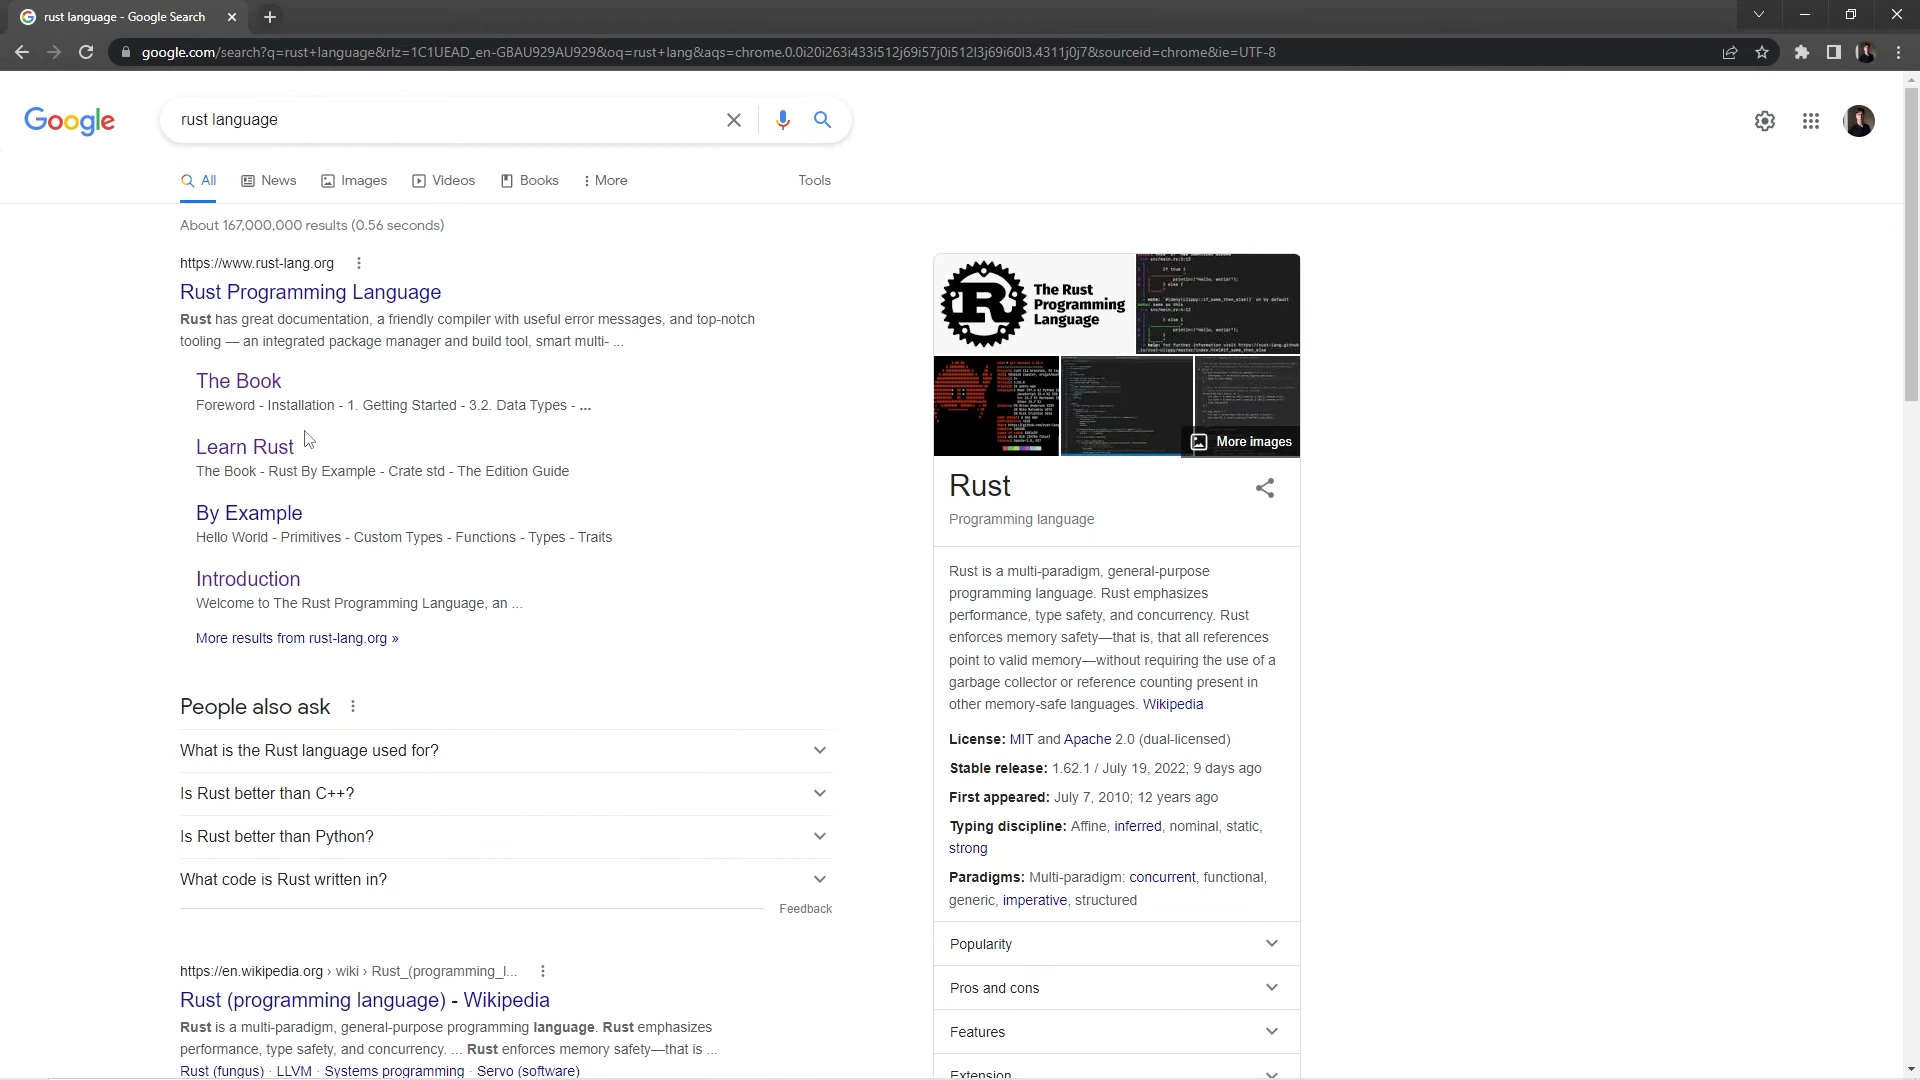 rust language - Google Search
google.com/search?q=rust+language&rlz=1C1UEAD_en-GBAU929AU929&oq=rust+lang&aqs=chrome.0.0i20i263i433i512j69i57j0i512l3j69i60l3.4311j0j7&sourceid=chrome&ie=UTF-8
Google
rust language
All
News
Images
Videos
Books
More
Tools
About 167,000,000 results (0.56 seconds)
https://www.rust-lang.org
Rust Programming Language
Rust has great documentation, a friendly compiler with useful error messages, and top-notch
tooling — an integrated package manager and build tool, smart multi- ...
The Book
Foreword - Installation - 1. Getting Started - 3.2. Data Types - ...
Learn Rust
The Book - Rust By Example - Crate std - The Edition Guide
By Example
Hello World - Primitives - Custom Types - Functions - Types - Traits
Introduction
Welcome to The Rust Programming Language, an ...
More results from rust-lang.org »
People also ask
What is the Rust language used for?
Is Rust better than C++?
Is Rust better than Python?
What code is Rust written in?
Feedback
https://en.wikipedia.org › wiki › Rust_(programming_l...
Rust (programming language) - Wikipedia
Rust is a multi-paradigm, general-purpose programming language. Rust emphasizes
performance, type safety, and concurrency. ... Rust enforces memory safety—that is ...
Rust (fungus) · LLVM · Systems programming · Servo (software)
R
The Rust
Programming
Language
More images
Rust
Programming language
Rust is a multi-paradigm, general-purpose
programming language. Rust emphasizes
performance, type safety, and concurrency. Rust
enforces memory safety—that is, that all references
point to valid memory—without requiring the use of a
garbage collector or reference counting present in
other memory-safe languages. Wikipedia
License: MIT and Apache 2.0 (dual-licensed)
Stable release: 1.62.1 / July 19, 2022; 9 days ago
First appeared: July 7, 2010; 12 years ago
Typing discipline: Affine, inferred, nominal, static,
strong
Paradigms: Multi-paradigm: concurrent, functional,
generic, imperative, structured
Popularity
Pros and cons
Features
Extension